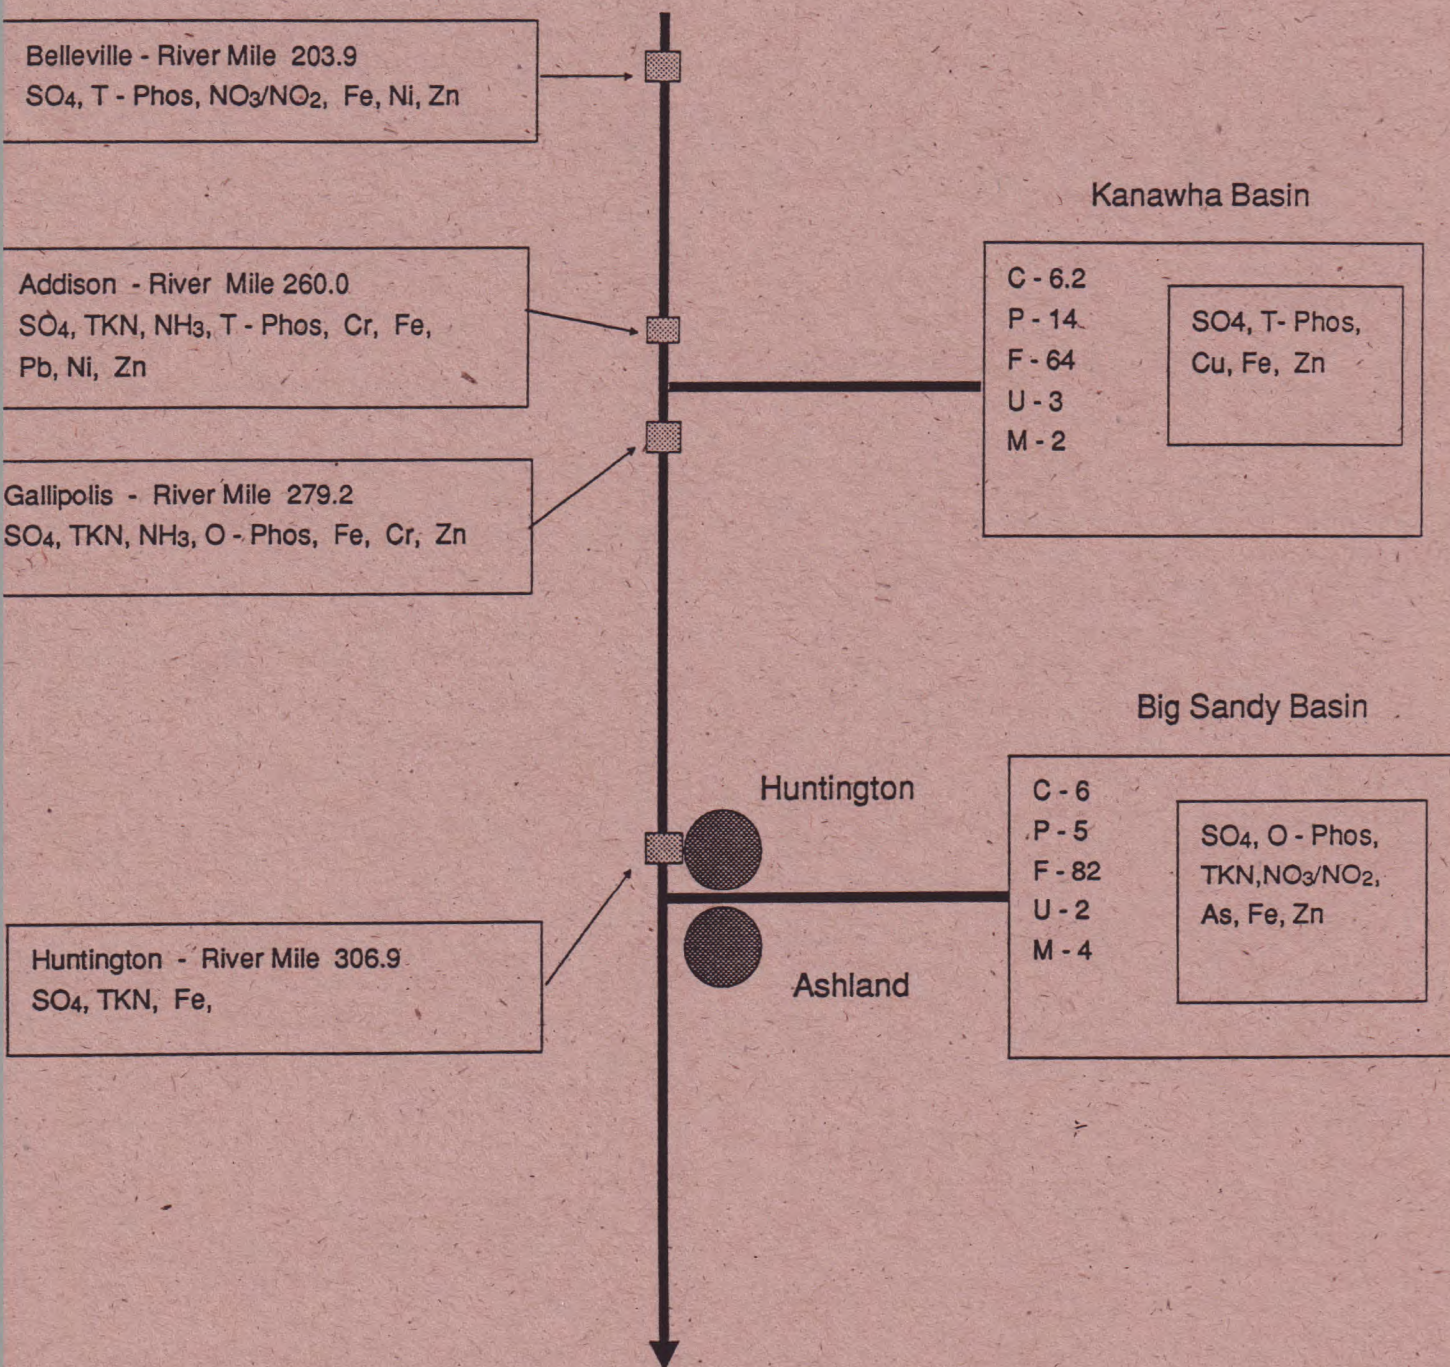 Belleville - River Mile 203.9
SO₄, T - Phos, NO₃/NO₂, Fe, Ni, Zn
Kanawha Basin
Addison - River Mile 260.0
SO₄, TKN, NH₃, T - Phos, Cr, Fe,
Pb, Ni, Zn
C - 6.2
P - 14
F - 64
U - 3
M - 2
SO4, T- Phos,
Cu, Fe, Zn
Gallipolis - River Mile 279.2
SO₄, TKN, NH₃, O - Phos, Fe, Cr, Zn
Big Sandy Basin
Huntington
C - 6
P - 5
F - 82
U - 2
M - 4
SO₄, O - Phos,
TKN,NO₃/NO₂,
As, Fe, Zn
Huntington - River Mile 306.9
SO₄, TKN, Fe,
Ashland